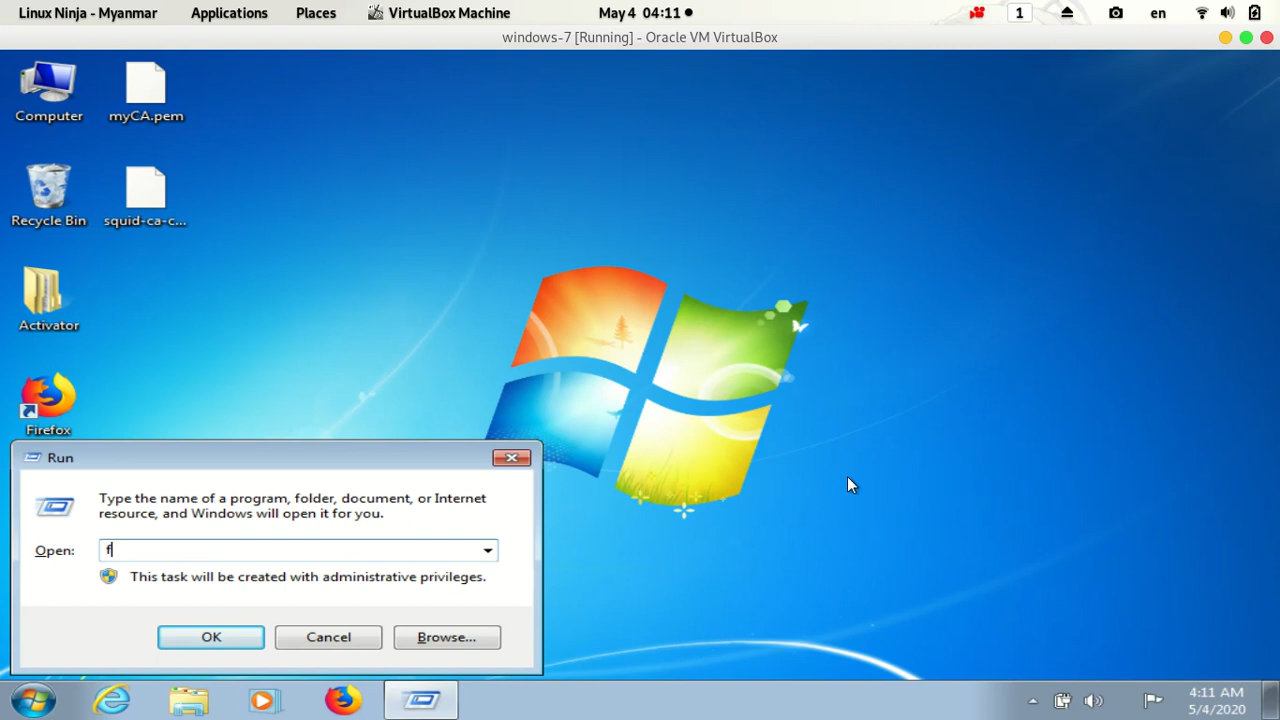 Linux Ninja - Myanmar Applications Places VirtualBox Machine May 4 04:11 1 en
windows-7 [Running] - Oracle VM VirtualBox
Computer
myCA.pem
Recycle Bin
squid-ca-c...
Activator
Firefox
Run
Type the name of a program, folder, document, or Internet
resource, and Windows will open it for you.
Open: f
This task will be created with administrative privileges.
OK Cancel Browse...
4:11 AM
5/4/2020